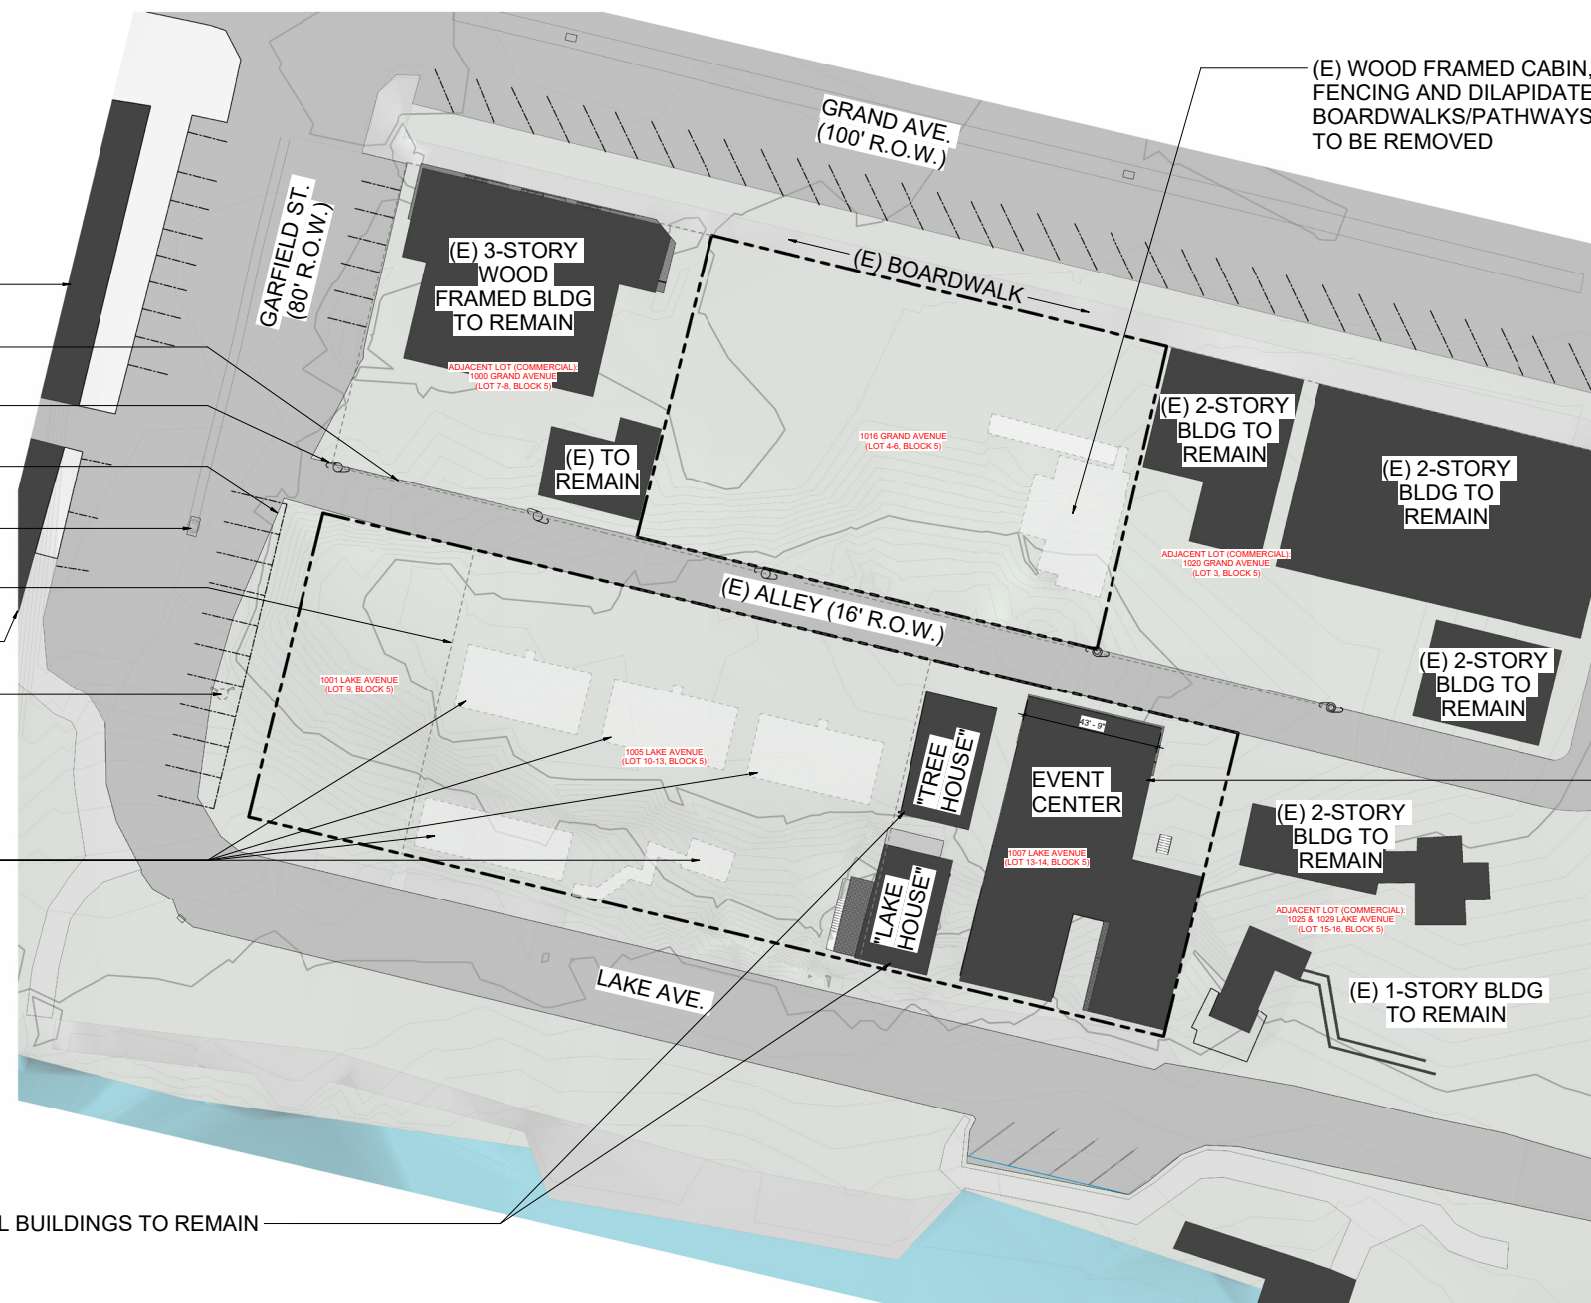 (E) WOOD FRAMED CABIN,
FENCING AND DILAPIDATE
BOARDWALKS/PATHWAYS
TO BE REMOVED
GRAND AVE.
(100' R.O.W.)
GARFIELD ST.
(80' R.O.W.)
(E) 3-STORY
WOOD
FRAMED BLDG
TO REMAIN
ADJACENT LOT (COMMERCIAL):
1000 GRAND AVENUE
(LOT 7-8, BLOCK 5)
(E) BOARDWALK
(E) TO
REMAIN
1016 GRAND AVENUE
(LOT 4-6, BLOCK 5)
(E) 2-STORY
BLDG TO
REMAIN
(E) 2-STORY
BLDG TO
REMAIN
ADJACENT LOT (COMMERCIAL):
1020 GRAND AVENUE
(LOT 3, BLOCK 5)
(E) ALLEY (16' R.O.W.)
(E) 2-STORY
BLDG TO
REMAIN
1001 LAKE AVENUE
(LOT 9, BLOCK 5)
1005 LAKE AVENUE
(LOT 10-13, BLOCK 5)
"TREE
HOUSE"
43' - 9"
EVENT
CENTER
1007 LAKE AVENUE
(LOT 13-14, BLOCK 5)
(E) 2-STORY
BLDG TO
REMAIN
"LAKE
HOUSE"
ADJACENT LOT (COMMERCIAL):
1025 & 1029 LAKE AVENUE
(LOT 15-16, BLOCK 5)
LAKE AVE.
(E) 1-STORY BLDG
TO REMAIN
L BUILDINGS TO REMAIN